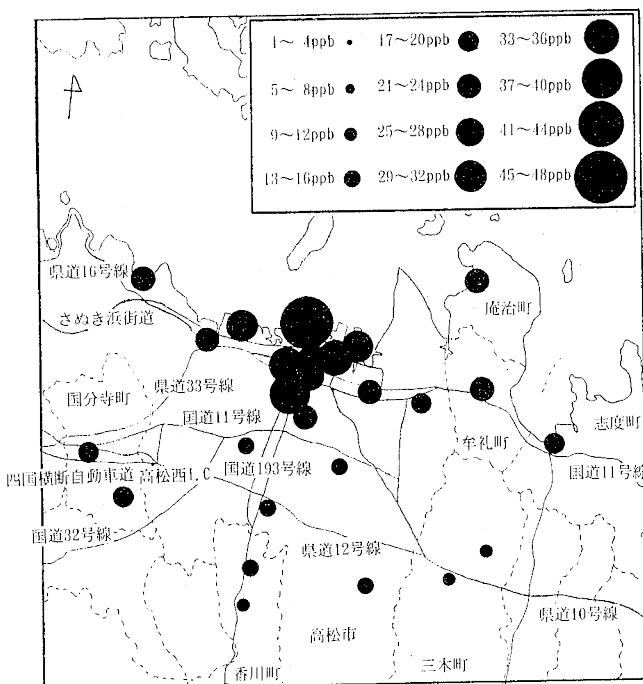 1～ 4ppb 17～20ppb 33～36ppb
5～ 8ppb 21～24ppb 37～40ppb
9～12ppb 25～28ppb 41～44ppb
13～16ppb 29～32ppb 45～48ppb
県道16号線
さぬき浜街道
庵治町
県道33号線
国分寺町
国道11号線
志度町
牟礼町
四国横断自動車道 高松西I.C
国道193号線
国道11号線
国道32号線
県道12号線
県道10号線
高松市
三木町
香川町